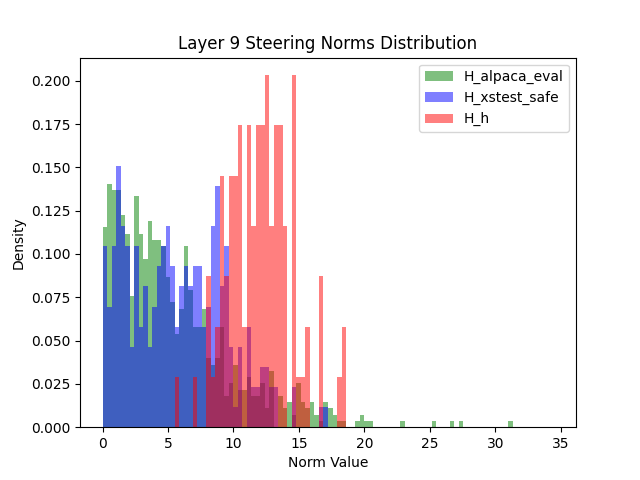 Layer 9 Steering Norms Distribution
H_alpaca_eval
H_xstest_safe
H_h
0.200
0.175
0.150
0.125
0.100
0.075
0.050
0.025
0.000
Density
0 5 10 15 20 25 30 35
Norm Value